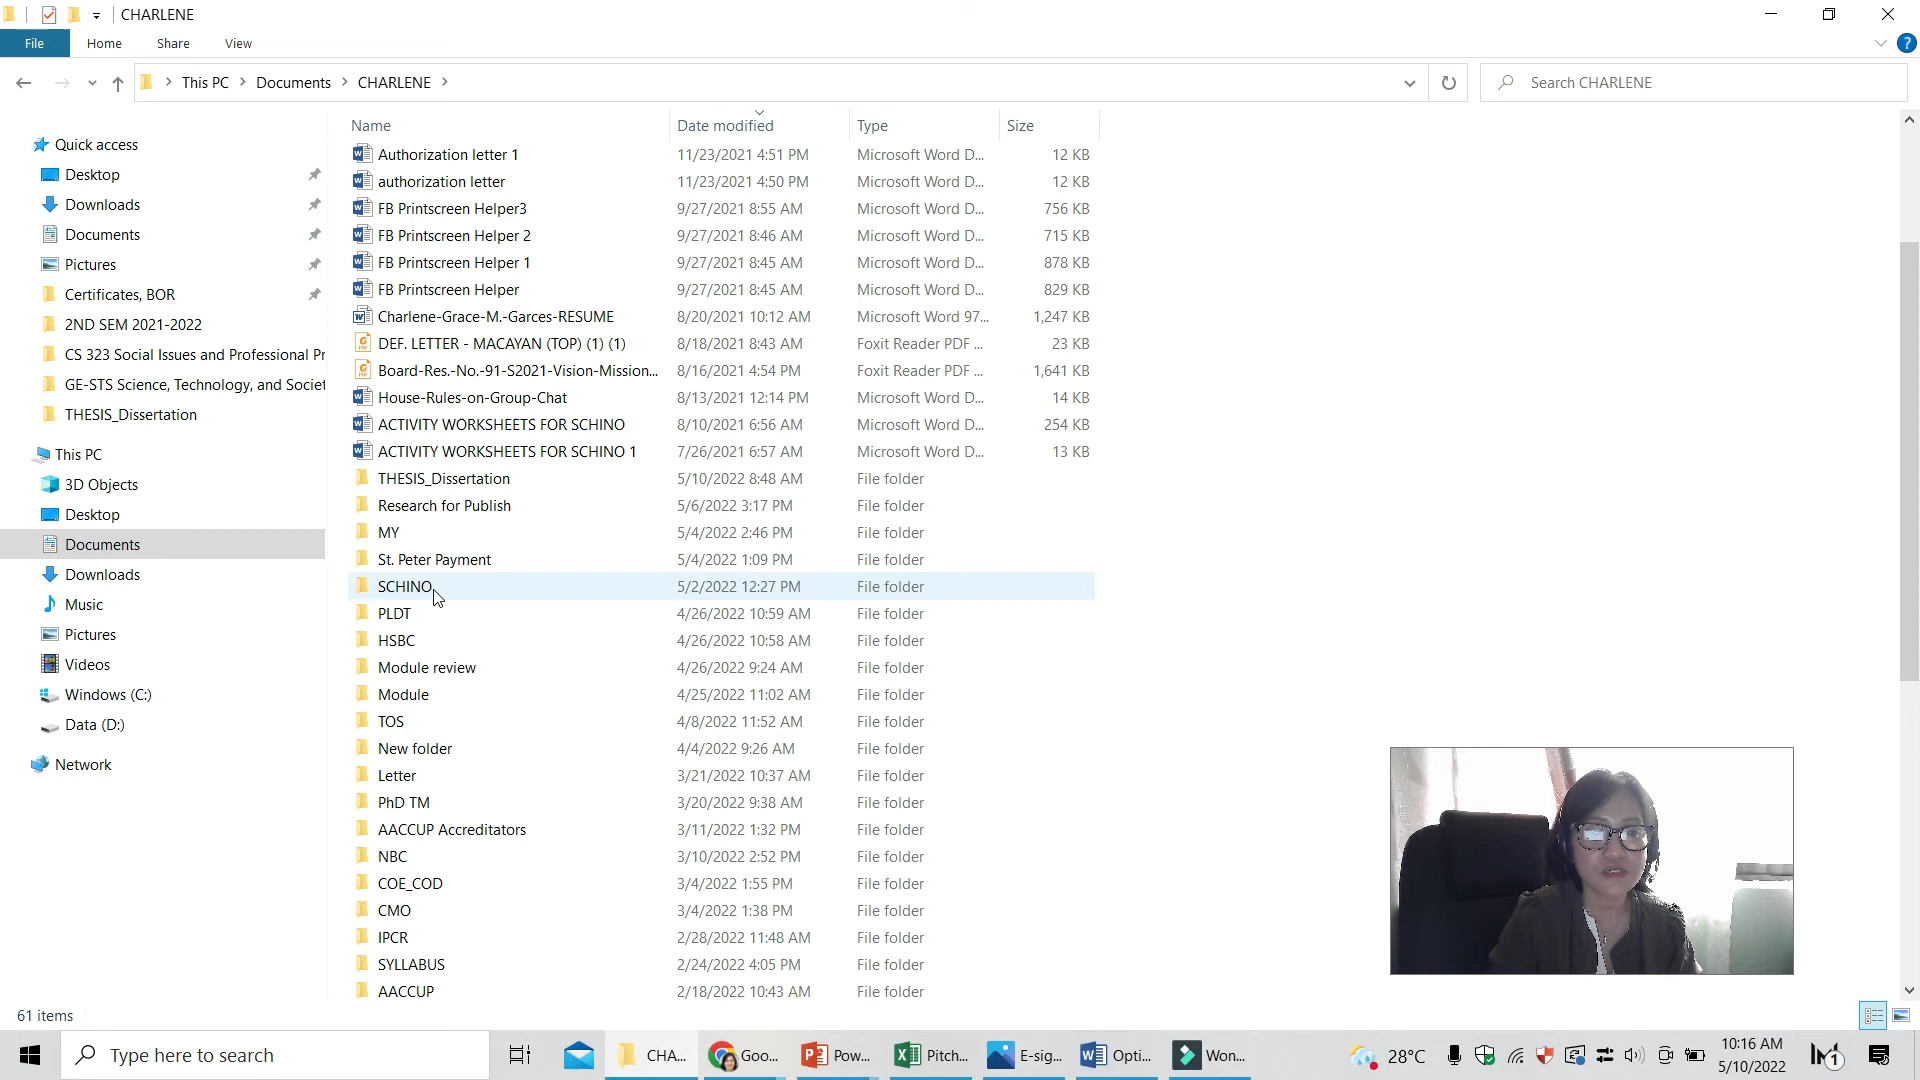 CHARLENE
File Home Share View
This PC Documents CHARLENE Search CHARLENE
Name Date modified Type Size
Quick access
Desktop
Downloads
Documents
Pictures
Certificates, BOR
2ND SEM 2021-2022
CS 323 Social Issues and Professional Pr
GE-STS Science, Technology, and Societ
THESIS_Dissertation
This PC
3D Objects
Desktop
Documents
Downloads
Music
Pictures
Videos
Windows (C:)
Data (D:)
Network
Authorization letter 1 11/23/2021 4:51 PM Microsoft Word D... 12 KB
authorization letter 11/23/2021 4:50 PM Microsoft Word D... 12 KB
FB Printscreen Helper3 9/27/2021 8:55 AM Microsoft Word D... 756 KB
FB Printscreen Helper 2 9/27/2021 8:46 AM Microsoft Word D... 715 KB
FB Printscreen Helper 1 9/27/2021 8:45 AM Microsoft Word D... 878 KB
FB Printscreen Helper 9/27/2021 8:45 AM Microsoft Word D... 829 KB
Charlene-Grace-M.-Garces-RESUME 8/20/2021 10:12 AM Microsoft Word 97... 1,247 KB
DEF. LETTER - MACAYAN (TOP) (1) (1) 8/18/2021 8:43 AM Foxit Reader PDF ... 23 KB
Board-Res.-No.-91-S2021-Vision-Mission... 8/16/2021 4:54 PM Foxit Reader PDF ... 1,641 KB
House-Rules-on-Group-Chat 8/13/2021 12:14 PM Microsoft Word D... 14 KB
ACTIVITY WORKSHEETS FOR SCHINO 8/10/2021 6:56 AM Microsoft Word D... 254 KB
ACTIVITY WORKSHEETS FOR SCHINO 1 7/26/2021 6:57 AM Microsoft Word D... 13 KB
THESIS_Dissertation 5/10/2022 8:48 AM File folder
Research for Publish 5/6/2022 3:17 PM File folder
MY 5/4/2022 2:46 PM File folder
St. Peter Payment 5/4/2022 1:09 PM File folder
SCHINO 5/2/2022 12:27 PM File folder
PLDT 4/26/2022 10:59 AM File folder
HSBC 4/26/2022 10:58 AM File folder
Module review 4/26/2022 9:24 AM File folder
Module 4/25/2022 11:02 AM File folder
TOS 4/8/2022 11:52 AM File folder
New folder 4/4/2022 9:26 AM File folder
Letter 3/21/2022 10:37 AM File folder
PhD TM 3/20/2022 9:38 AM File folder
AACCUP Accreditators 3/11/2022 1:32 PM File folder
NBC 3/10/2022 2:52 PM File folder
COE_COD 3/4/2022 1:55 PM File folder
CMO 3/4/2022 1:38 PM File folder
IPCR 2/28/2022 11:48 AM File folder
SYLLABUS 2/24/2022 4:05 PM File folder
AACCUP 2/18/2022 10:43 AM File folder
61 items
Type here to search CHA... Goo... Pow... Pitch... E-sig... Opti... Won... 28°C 10:16 AM
5/10/2022
1